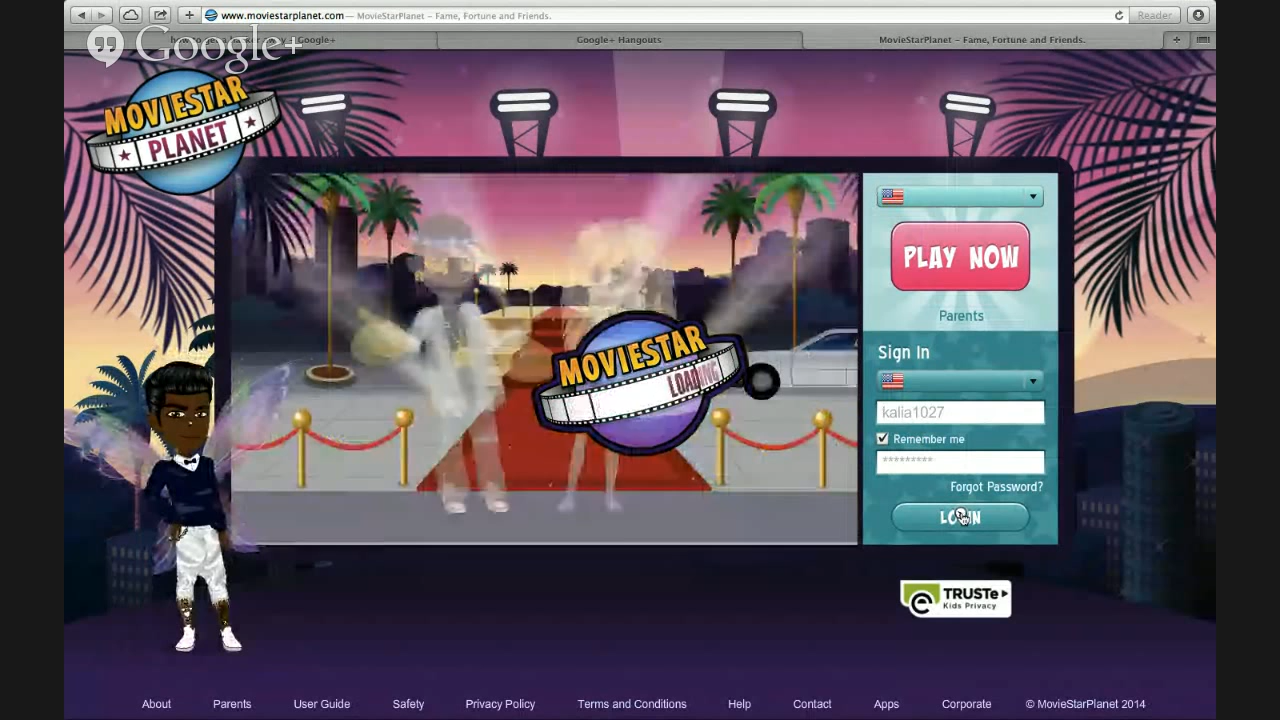 www.moviestarplanet.com — MovieStarPlanet – Fame, Fortune and Friends.
Reader
Google+
Google+
Google+ Hangouts
MovieStarPlanet – Fame, Fortune and Friends.
MOVIESTAR
PLANET
PLAY NOW
Parents
MOVIESTAR
LOADING
Sign In
kalia1027
Remember me
*********
Forgot Password?
TRUSTe
Kids Privacy
About
Parents
User Guide
Safety
Privacy Policy
Terms and Conditions
Help
Contact
Apps
Corporate
© MovieStarPlanet 2014